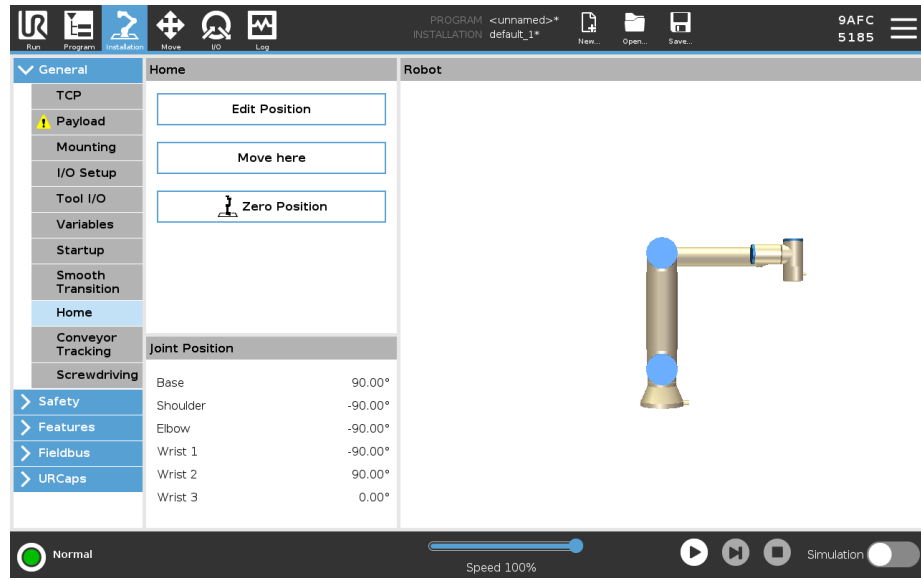 UR
Run
Program
Installation
Move
I/O
Log
PROGRAM <unnamed>*
INSTALLATION default_1*
New...
Open...
Save...
9AFC
5185
General
TCP
Payload
Mounting
I/O Setup
Tool I/O
Variables
Startup
Smooth
Transition
Home
Conveyor
Tracking
Screwdriving
Safety
Features
Fieldbus
URCaps
Home
Edit Position
Move here
Zero Position
Joint Position
Base 90.00°
Shoulder -90.00°
Elbow -90.00°
Wrist 1 -90.00°
Wrist 2 90.00°
Wrist 3 0.00°
Robot
Normal
Speed 100%
Simulation